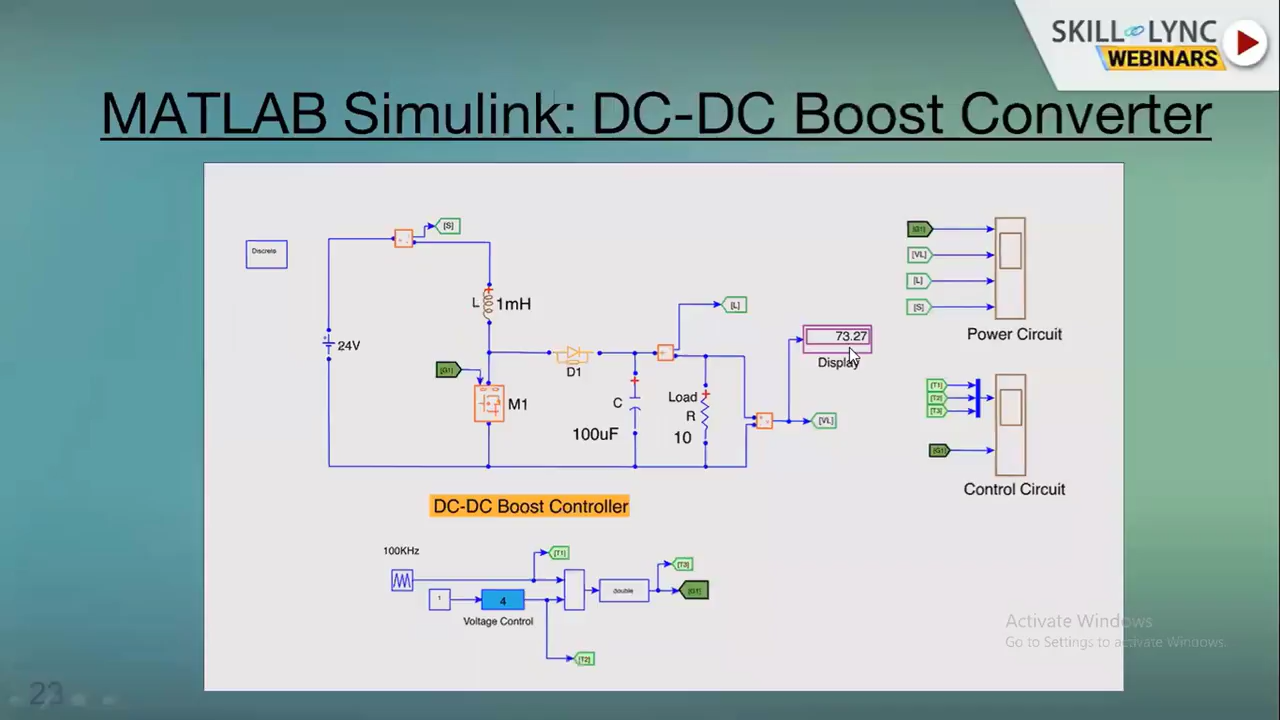 SKILL LYNC
WEBINARS
MATLAB Simulink: DC-DC Boost Converter
[S]
Discrete
[G1]
[VL]
[L]
[S]
Power Circuit
L 1mH
[L]
24V
73.27
Display
[G1]
D1
M1
C
100uF
Load
R
10
[VL]
[T1]
[T2]
[T3]
[G1]
Control Circuit
DC-DC Boost Controller
100KHz
[T1]
[T3]
1
4
double
[G1]
Voltage Control
[T2]
Activate Windows
Go to Settings to activate Windows.
23